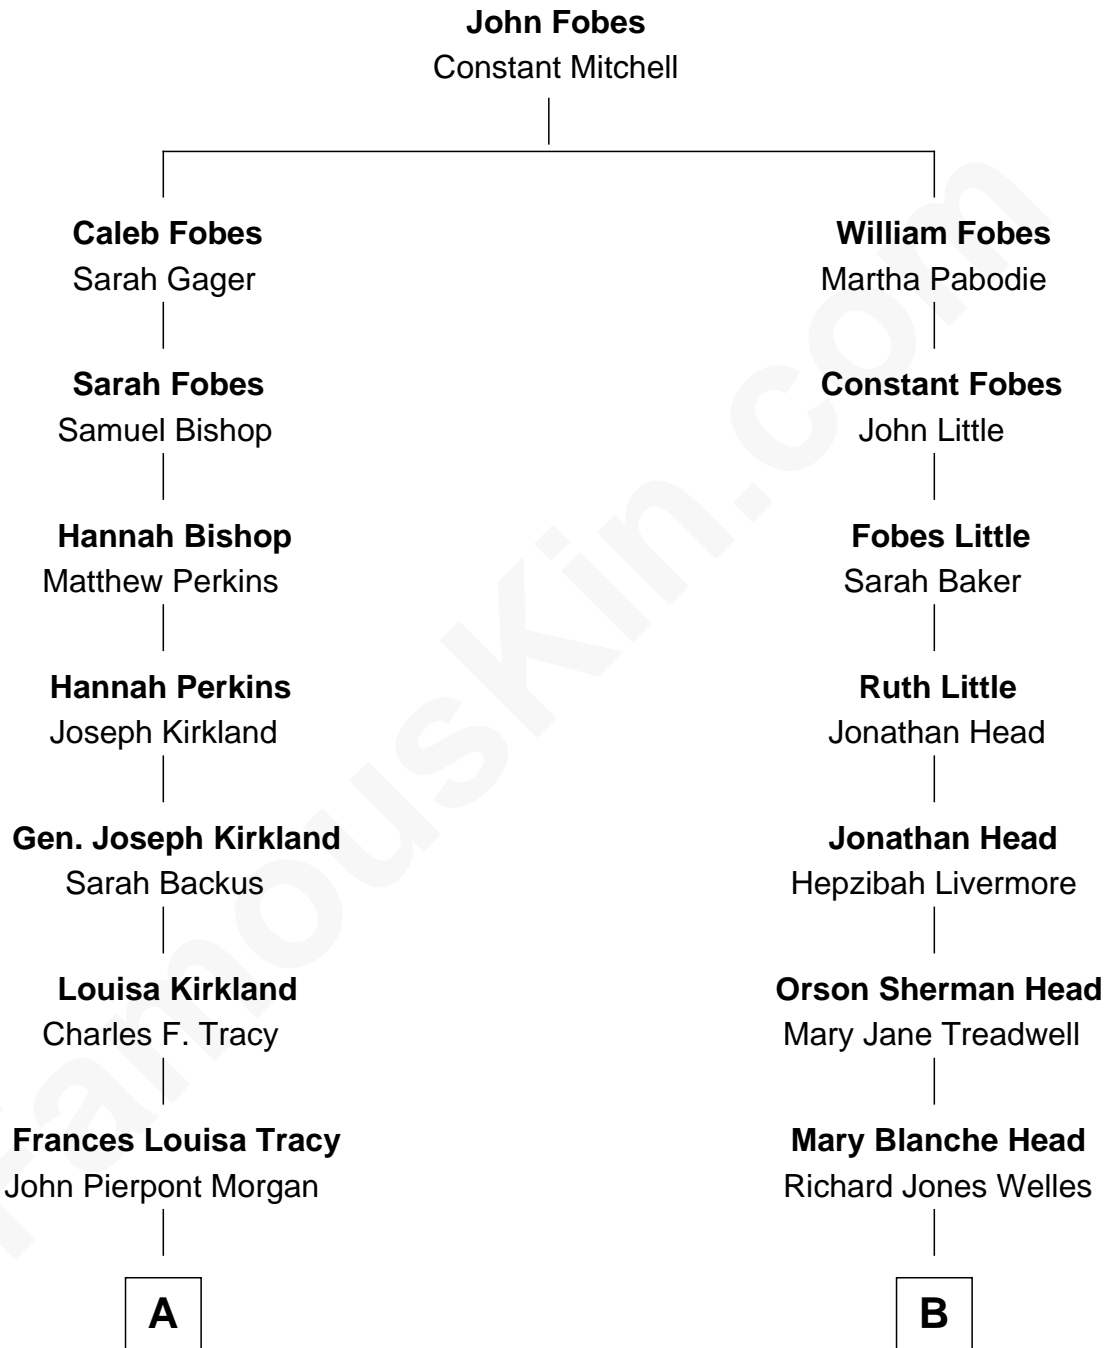 John Fobes
Constant Mitchell
Caleb Fobes
Sarah Gager
William Fobes
Martha Pabodie
Sarah Fobes
Samuel Bishop
Constant Fobes
John Little
Hannah Bishop
Matthew Perkins
Fobes Little
Sarah Baker
Hannah Perkins
Joseph Kirkland
Ruth Little
Jonathan Head
Gen. Joseph Kirkland
Sarah Backus
Jonathan Head
Hepzibah Livermore
Louisa Kirkland
Charles F. Tracy
Orson Sherman Head
Mary Jane Treadwell
Frances Louisa Tracy
John Pierpont Morgan
Mary Blanche Head
Richard Jones Welles
A
B
FamousKin.com